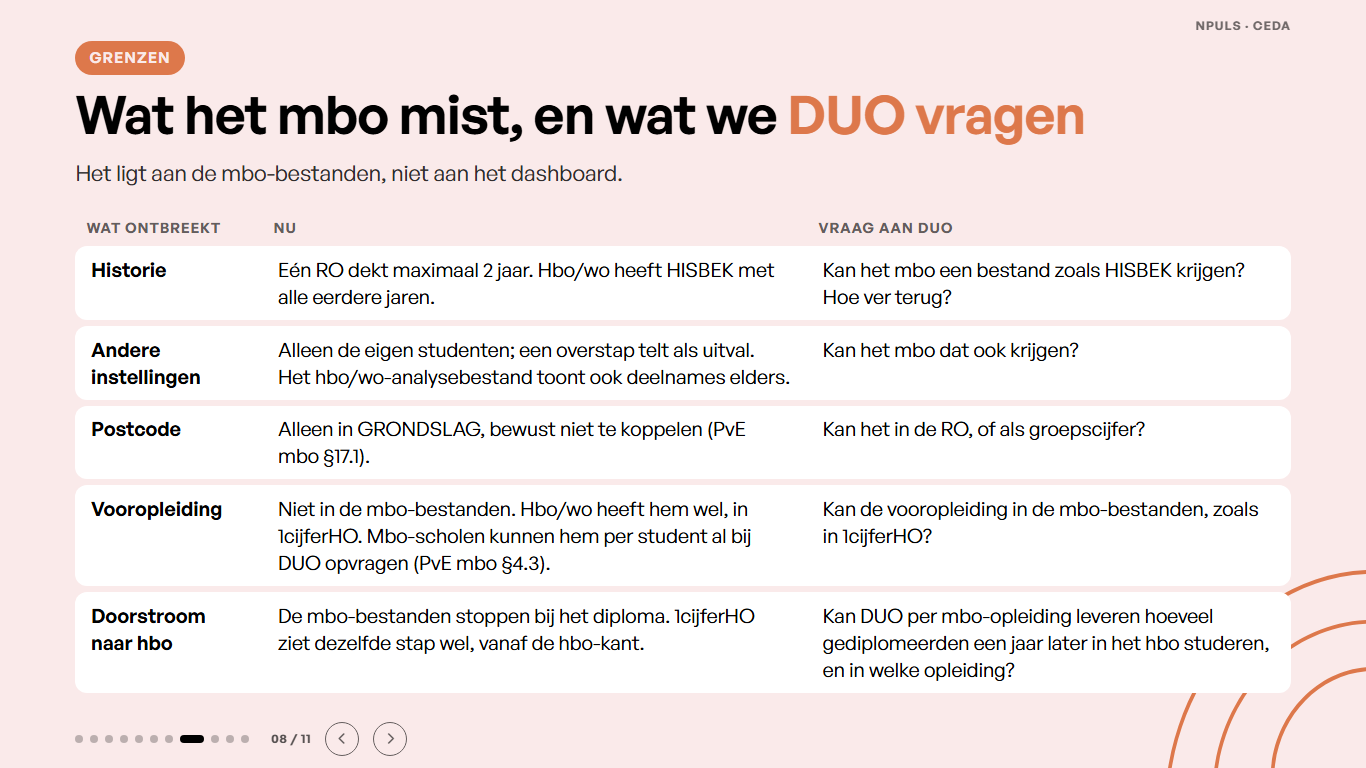 NPULS · CEDA
GRENZEN
Wat het mbo mist, en wat we DUO vragen
Het ligt aan de mbo-bestanden, niet aan het dashboard.
WAT ONTBREEKT NU VRAAG AAN DUO
Historie
Eén RO dekt maximaal 2 jaar. Hbo/wo heeft HISBEK met
alle eerdere jaren.
Kan het mbo een bestand zoals HISBEK krijgen?
Hoe ver terug?
Andere
instellingen
Alleen de eigen studenten; een overstap telt als uitval.
Het hbo/wo-analysebestand toont ook deelnames elders.
Kan het mbo dat ook krijgen?
Postcode
Alleen in GRONDSLAG, bewust niet te koppelen (PvE
mbo §17.1).
Kan het in de RO, of als groepscijfer?
Vooropleiding
Niet in de mbo-bestanden. Hbo/wo heeft hem wel, in
1cijferHO. Mbo-scholen kunnen hem per student al bij
DUO opvragen (PvE mbo §4.3).
Kan de vooropleiding in de mbo-bestanden, zoals
in 1cijferHO?
Doorstroom
naar hbo
De mbo-bestanden stoppen bij het diploma. 1cijferHO
ziet dezelfde stap wel, vanaf de hbo-kant.
Kan DUO per mbo-opleiding leveren hoeveel
gediplomeerden een jaar later in het hbo studeren,
en in welke opleiding?
08 / 11